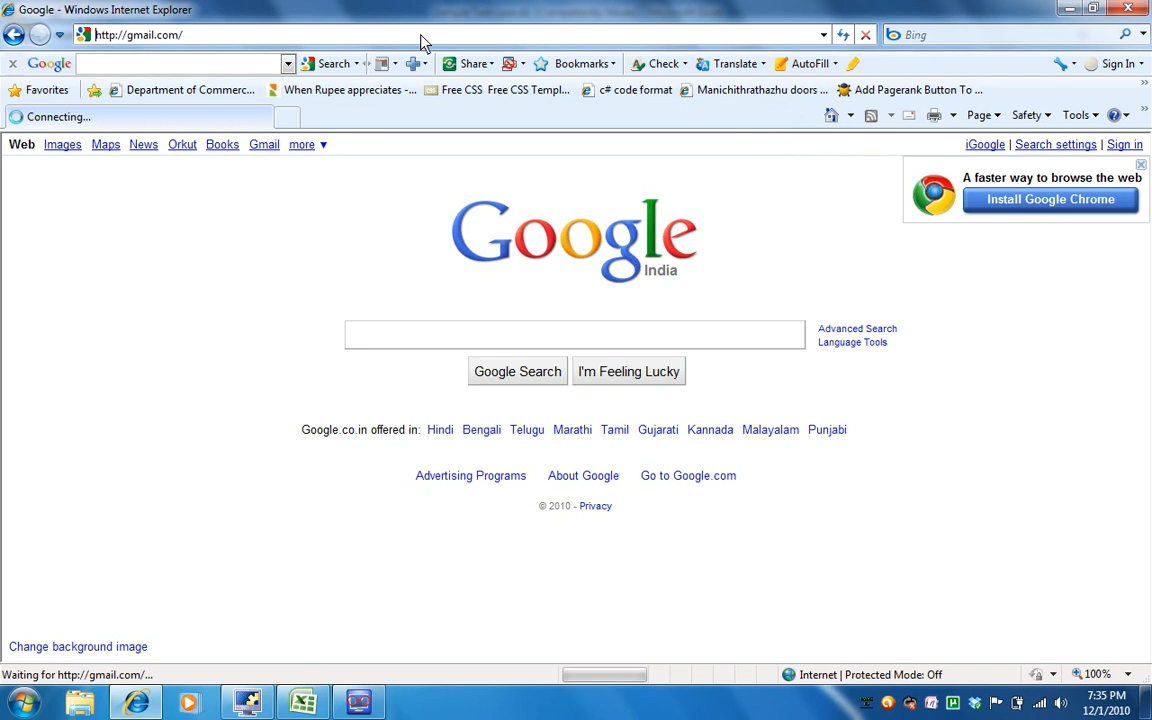 Google - Windows Internet Explorer
http://gmail.com/
Bing
Google Search Share Bookmarks Check Translate AutoFill Sign In
Favorites Department of Commerc... When Rupee appreciates -... Free CSS Free CSS Templ... c# code format Manichithrathazhu doors ... Add Pagerank Button To ...
Connecting... Page Safety Tools
Web Images Maps News Orkut Books Gmail more ▼ iGoogle | Search settings | Sign in
A faster way to browse the web
Install Google Chrome
Google
India
Advanced Search
Language Tools
Google Search I'm Feeling Lucky
Google.co.in offered in: Hindi Bengali Telugu Marathi Tamil Gujarati Kannada Malayalam Punjabi
Advertising Programs About Google Go to Google.com
© 2010 - Privacy
Change background image
Waiting for http://gmail.com/... Internet | Protected Mode: Off 100%
7:35 PM
12/1/2010